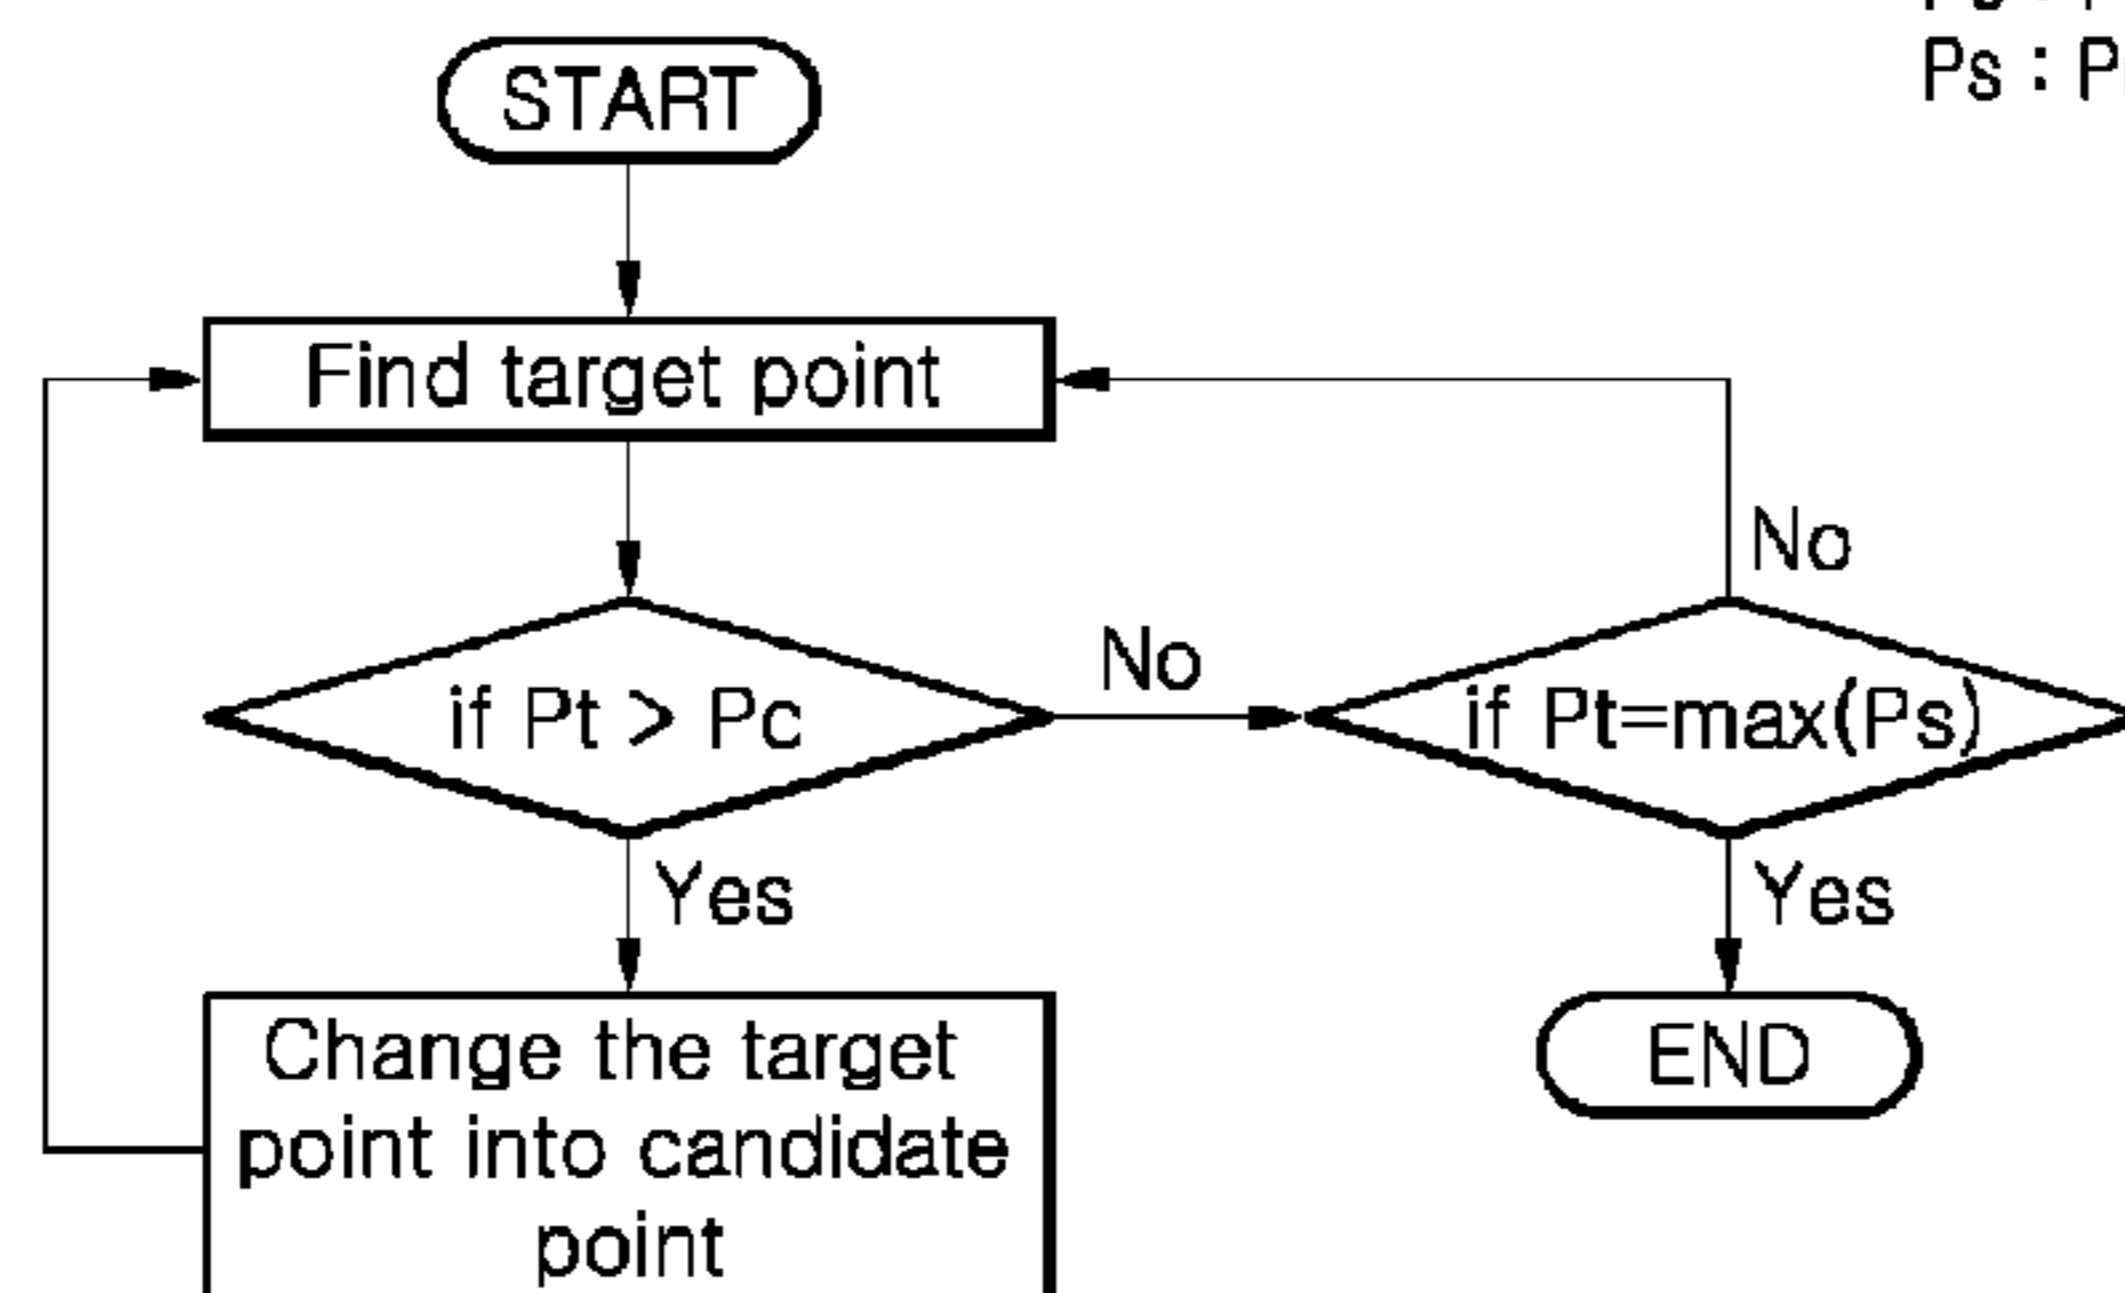 Ps :
START
Find target point
No
No
if Pt > Pc
if Pt=max(Ps)
Yes
Yes
Change the target
point into candidate
point
END